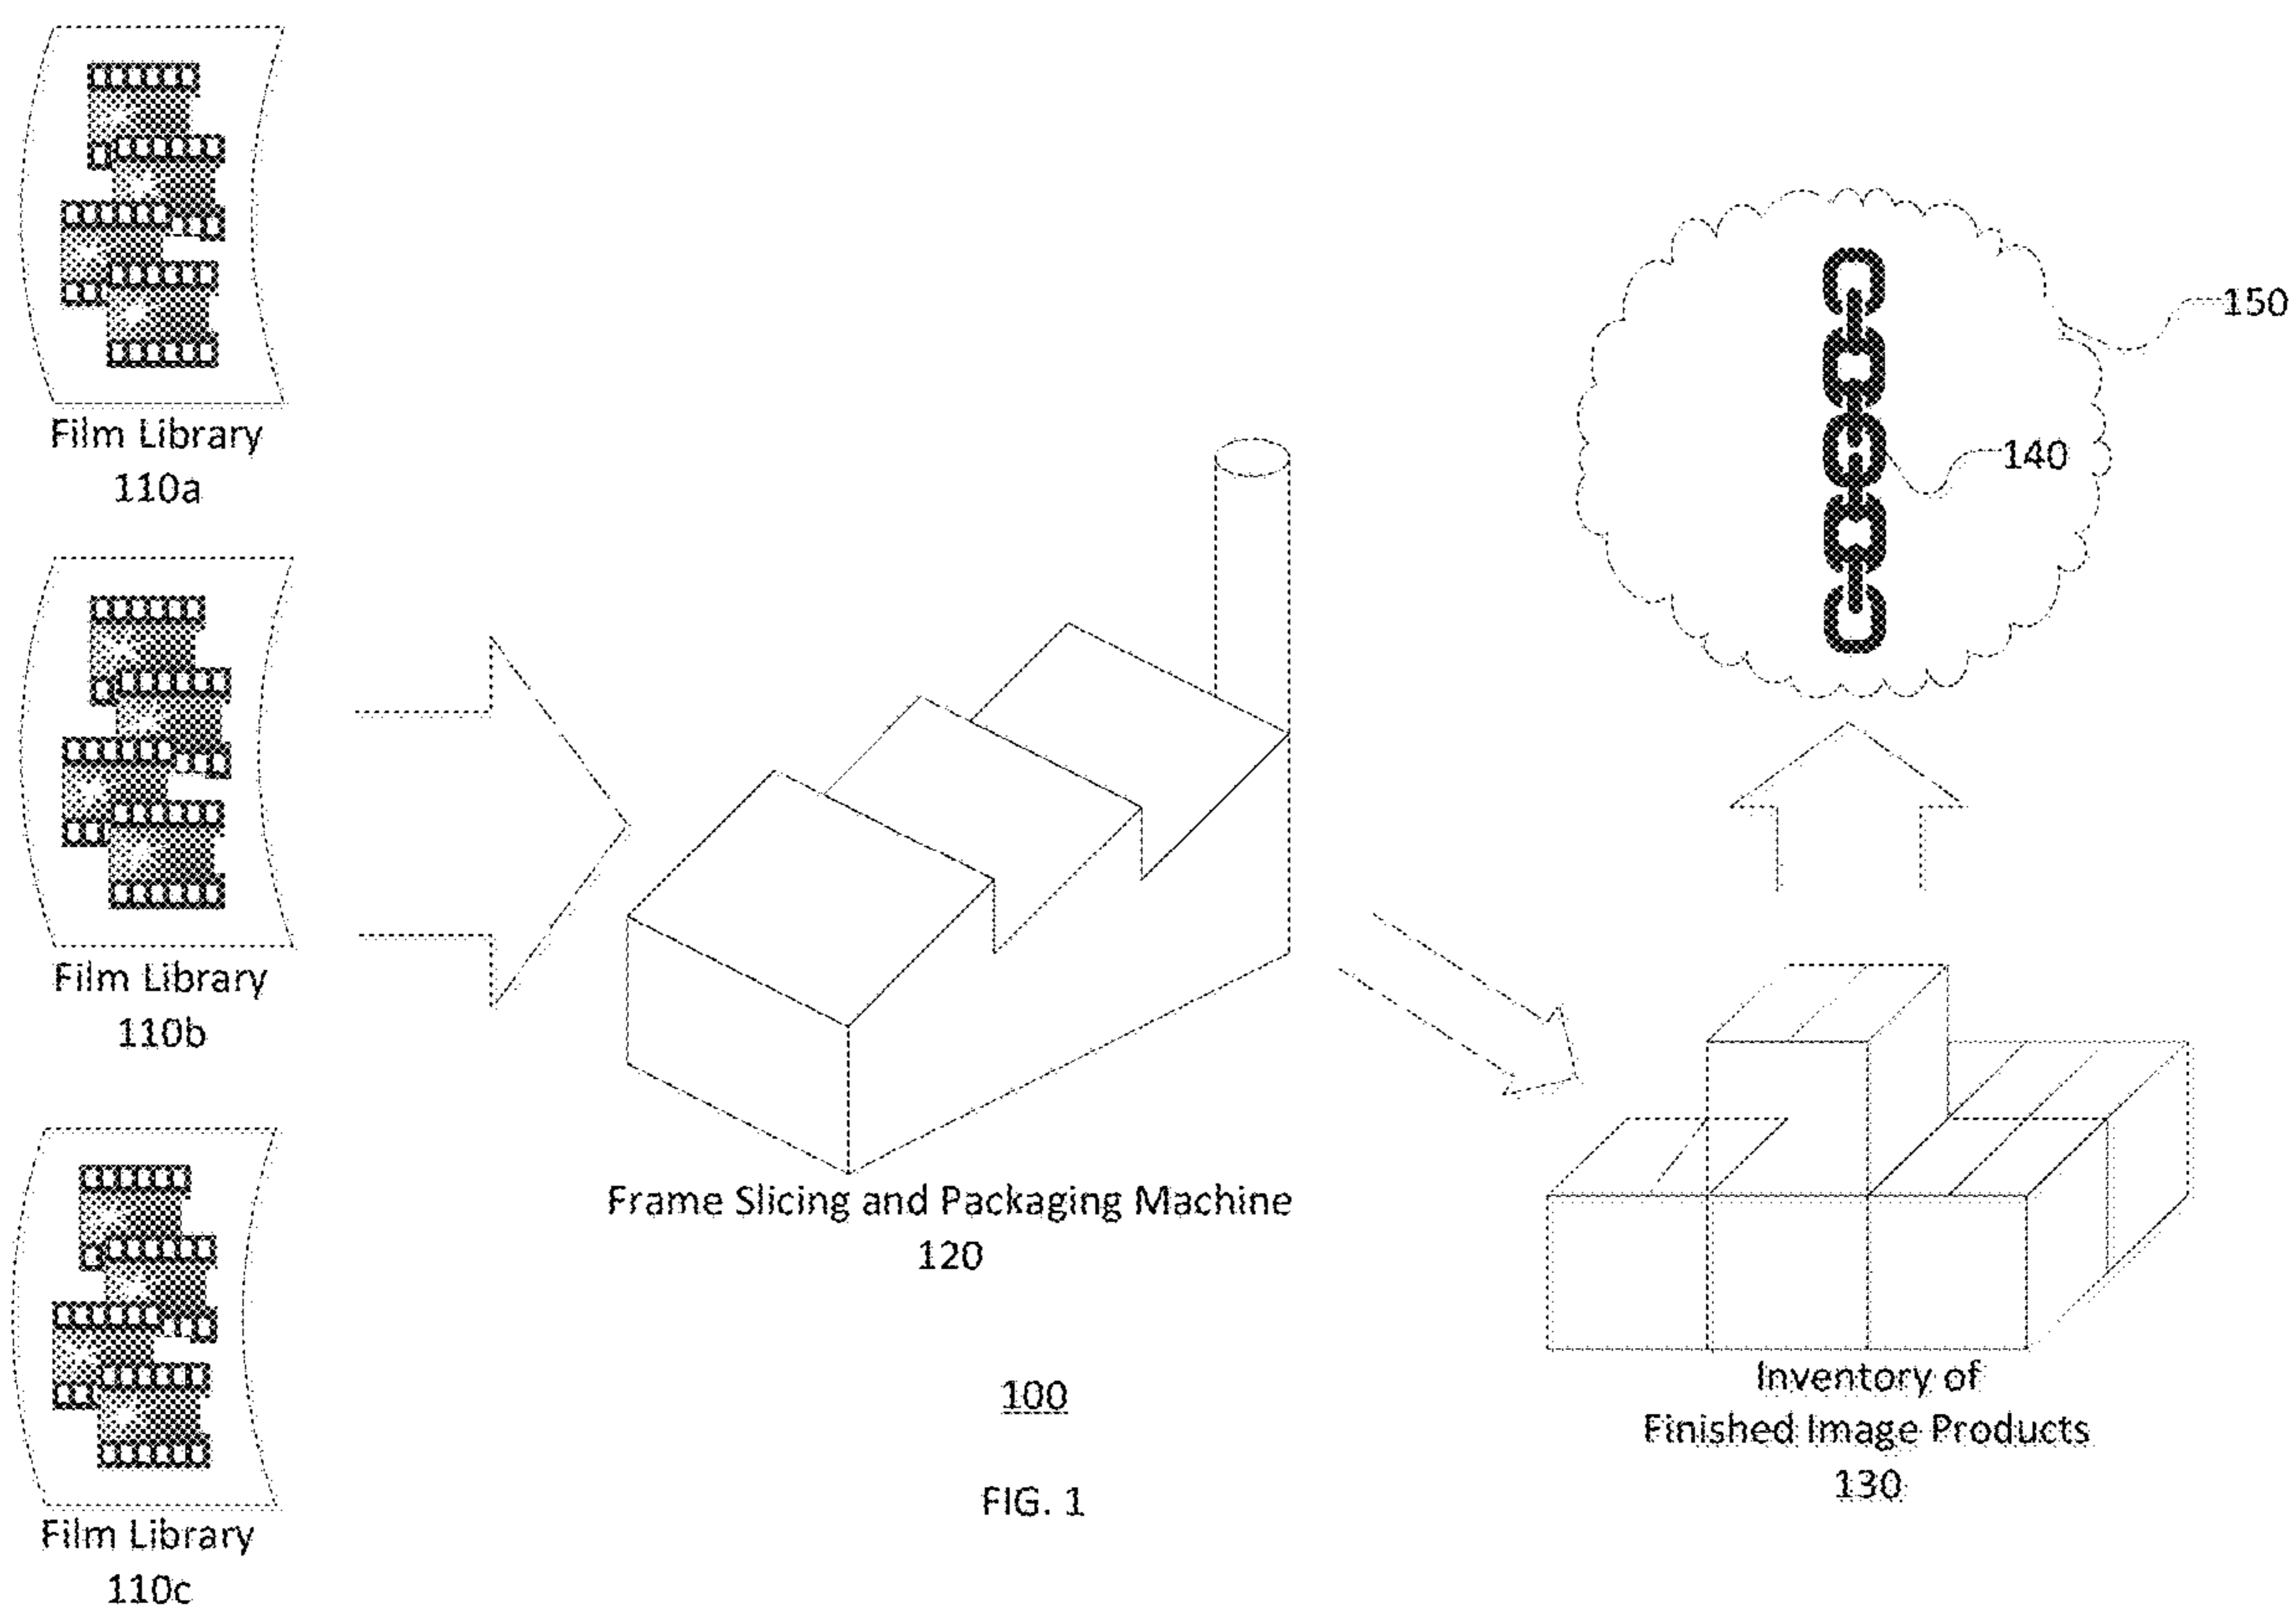 Film Library
110a
Film Library
110b
Film Library
110c
Frame Slicing and Packaging Machine
120
100
FIG. 1
150
140
Inventory of
Finished Image Products
130